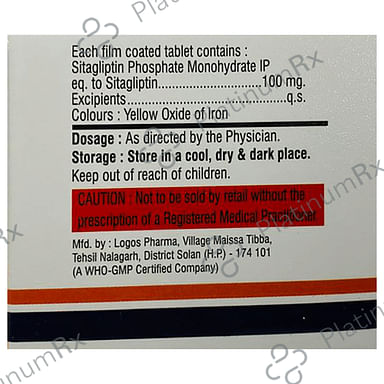 Each film coated tablet contains :
Sitagliptin Phosphate Monohydrate IP
eq. to Sitagliptin..............................100 mg.
Excipients........................................q.s.
Colours : Yellow Oxide of Iron
Dosage : As directed by the Physician.
Storage : Store in a cool, dry & dark place.
Keep out of reach of children.
CAUTION : Not to be sold by retail without the
prescription of a Registered Medical Practitioner.
Mfd. by : Logos Pharma, Village Malssa Tibba,
Tehsil Nalagarh, District Solan (H.P.) - 174 101
(A WHO-GMP Certified Company)
PlatinumRx